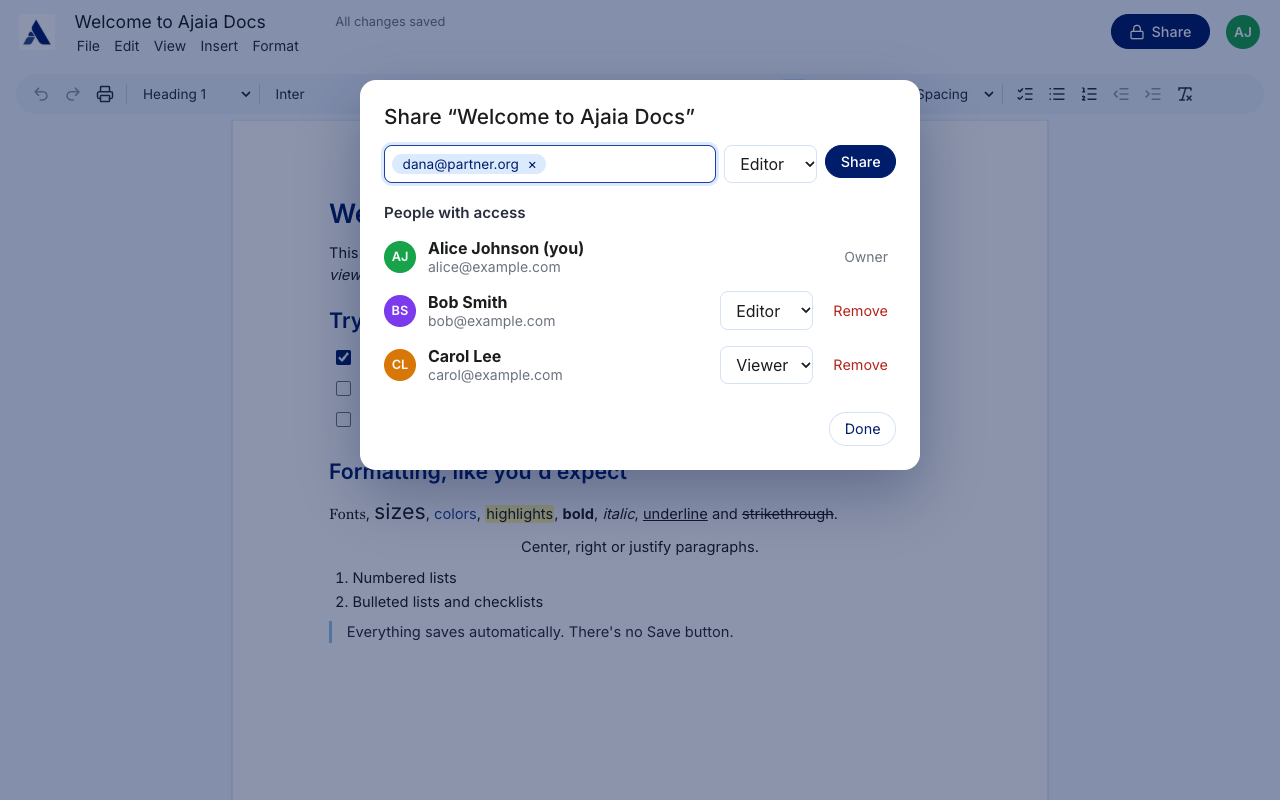 Welcome to Ajaia Docs
All changes saved
File Edit View Insert Format
Share
AJ
Heading 1
Inter
Spacing
Share “Welcome to Ajaia Docs”
dana@partner.org ×
Editor
Share
People with access
AJ
Alice Johnson (you)
alice@example.com
Owner
BS
Bob Smith
bob@example.com
Editor
Remove
CL
Carol Lee
carol@example.com
Viewer
Remove
Done
We
This
view
Try
Formatting, like you'd expect
Fonts, sizes, colors, highlights, bold, italic, underline and strikethrough.
Center, right or justify paragraphs.
1. Numbered lists
2. Bulleted lists and checklists
Everything saves automatically. There's no Save button.